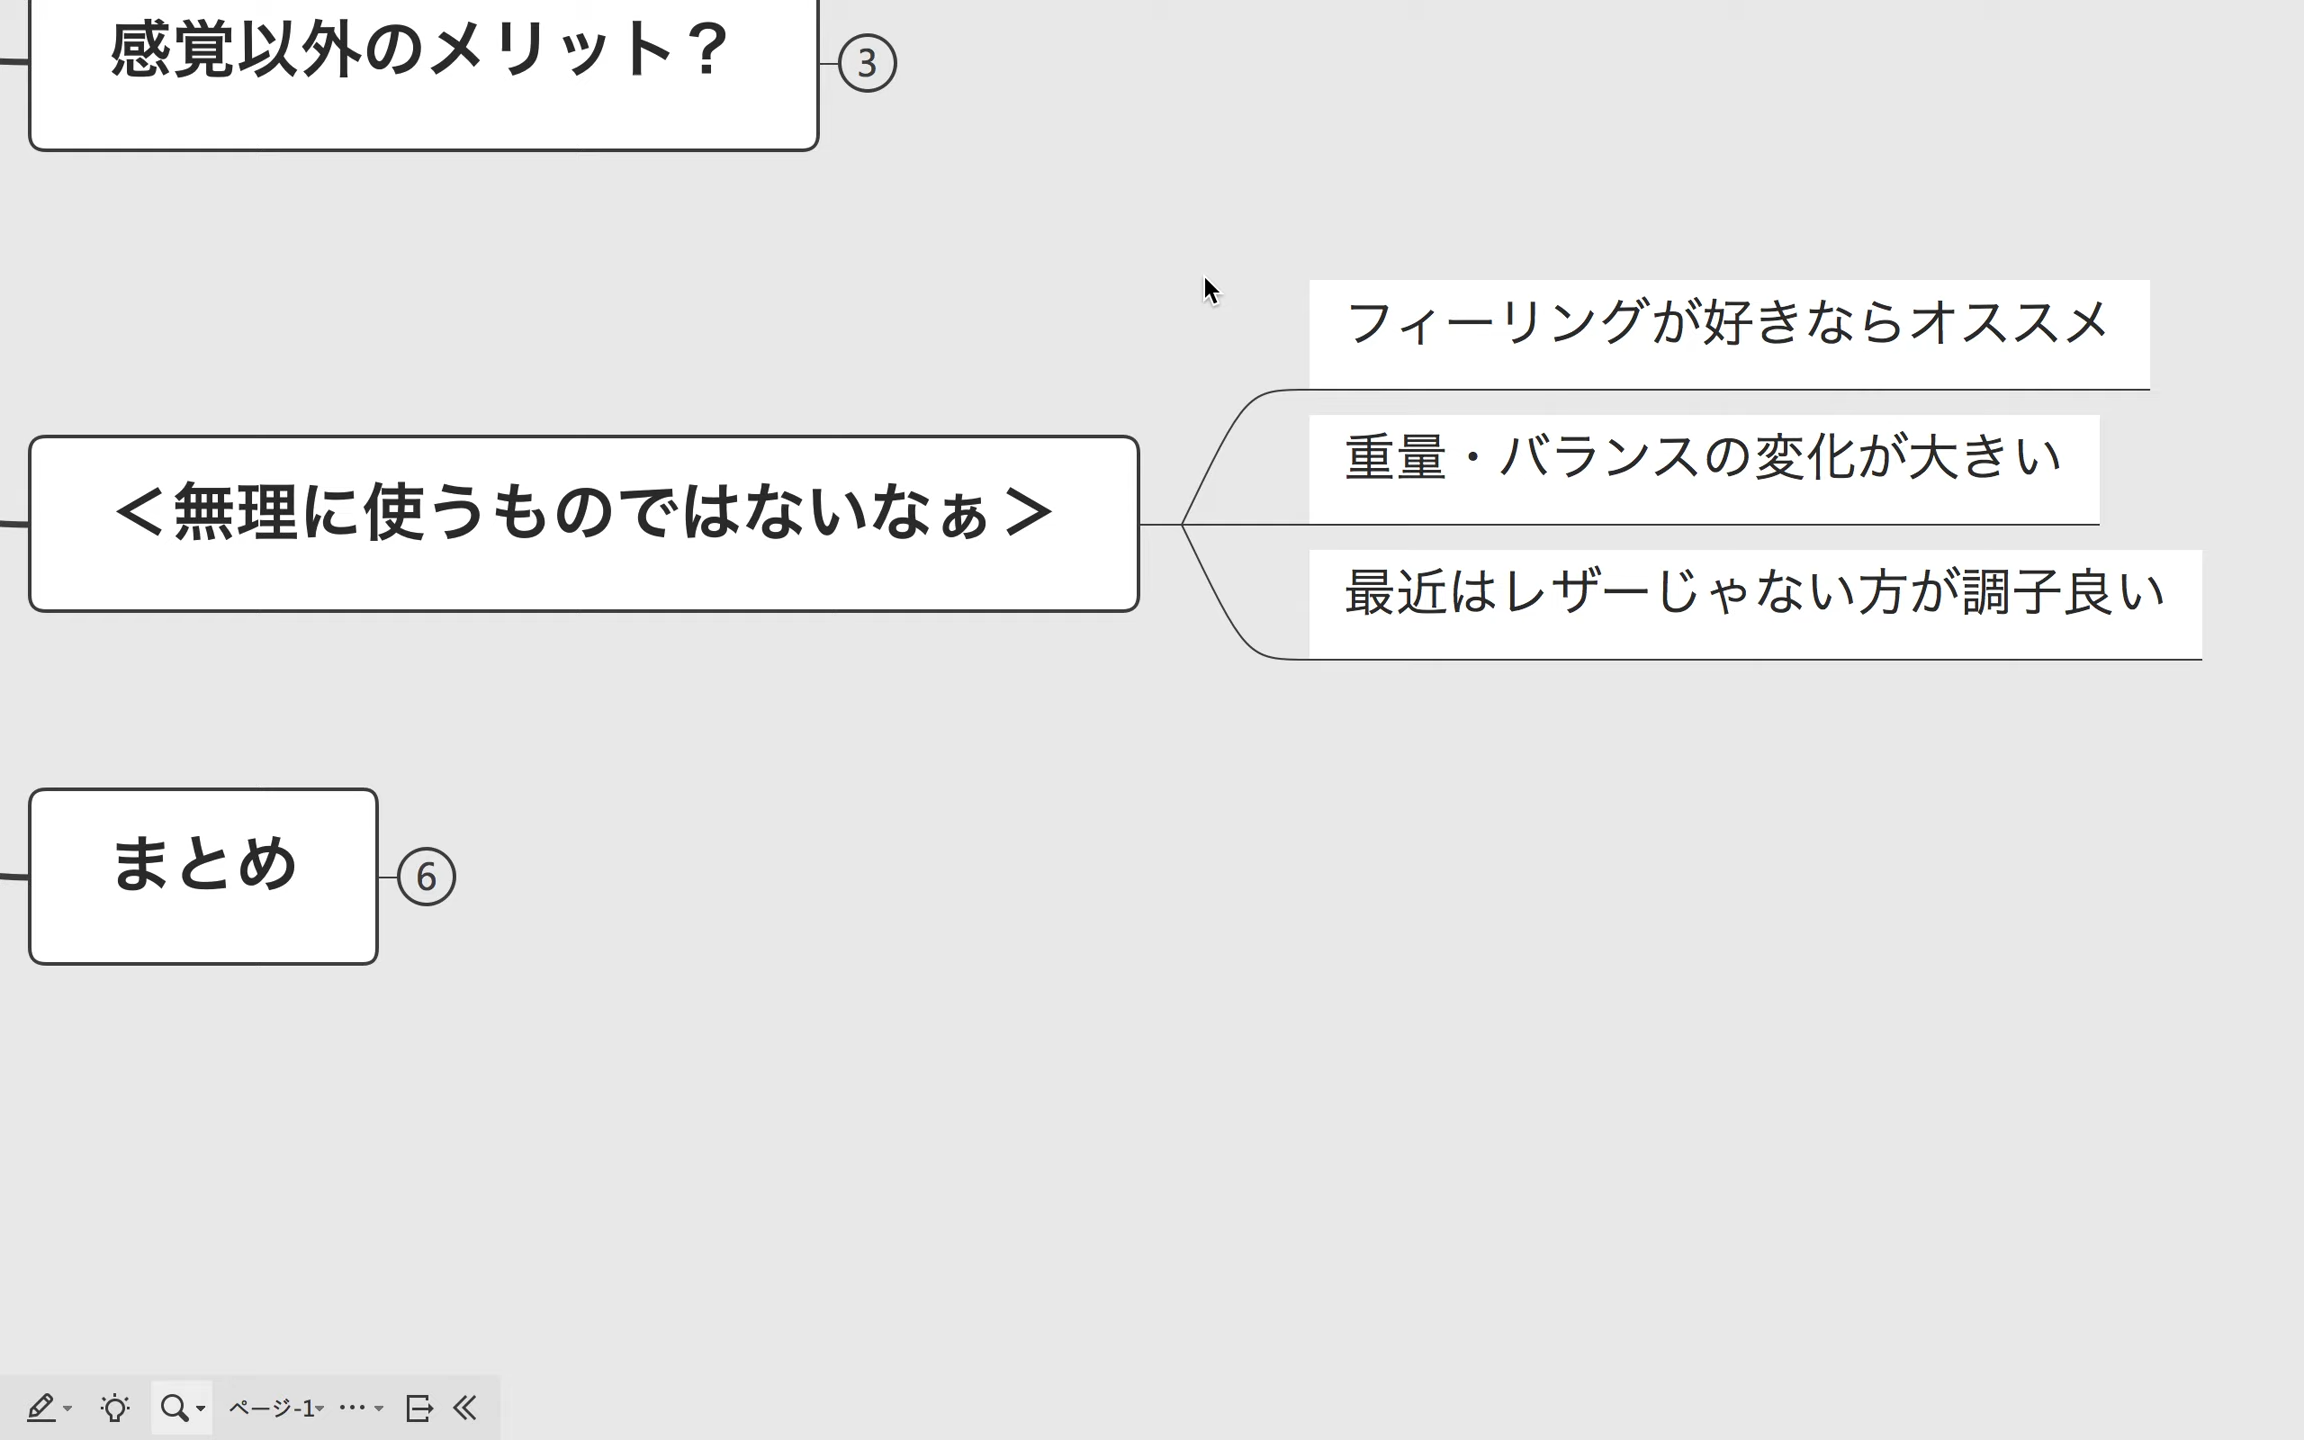 感覚以外のメリット？
3
フィーリングが好きならオススメ
重量・バランスの変化が大きい
＜無理に使うものではないなぁ＞
最近はレザーじゃない方が調子良い
まとめ
6
ページ-1